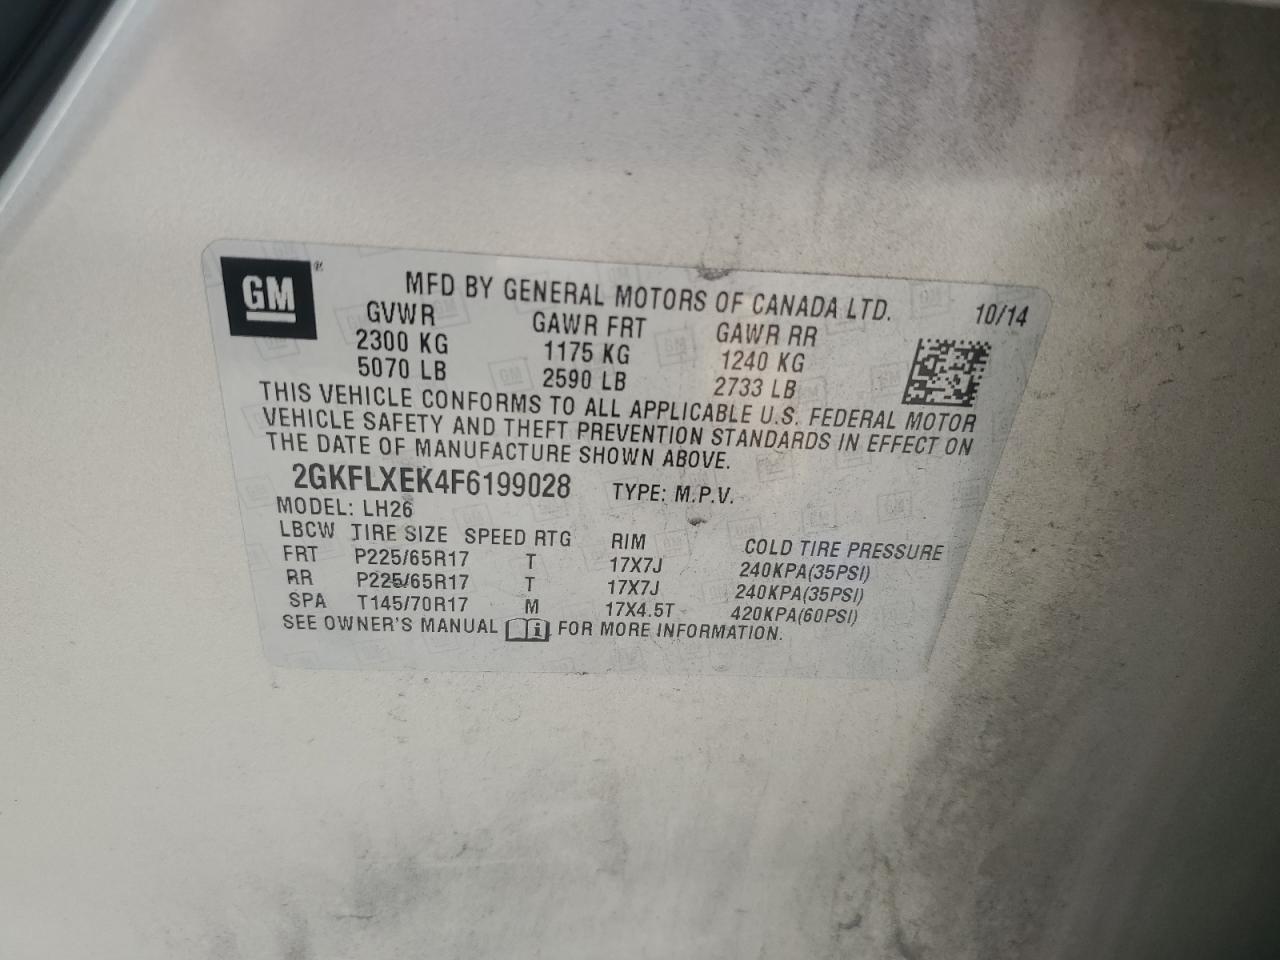 GM ®
MFD BY GENERAL MOTORS OF CANADA LTD. 10/14
GVWR GAWR FRT GAWR RR
2300 KG 1175 KG 1240 KG
5070 LB 2590 LB 2733 LB
THIS VEHICLE CONFORMS TO ALL APPLICABLE U.S. FEDERAL MOTOR
VEHICLE SAFETY AND THEFT PREVENTION STANDARDS IN EFFECT ON
THE DATE OF MANUFACTURE SHOWN ABOVE.
2GKFLXEK4F6199028 TYPE: M.P.V.
MODEL: LH26
LBCW TIRE SIZE SPEED RTG RIM COLD TIRE PRESSURE
FRT P225/65R17 T 17X7J 240KPA(35PSI)
RR P225/65R17 T 17X7J 240KPA(35PSI)
SPA T145/70R17 M 17X4.5T 420KPA(60PSI)
SEE OWNER'S MANUAL i FOR MORE INFORMATION.